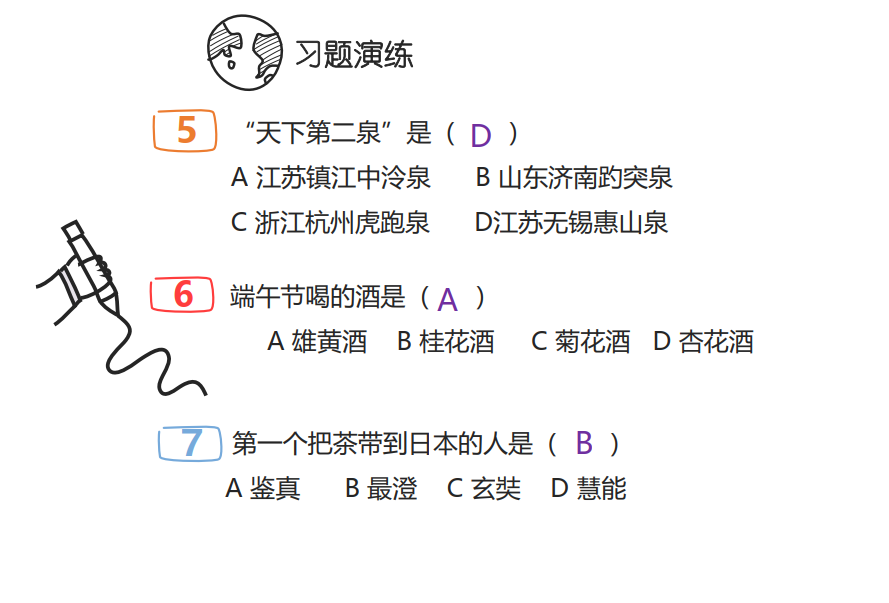 习题演练
5 “天下第二泉”是（ D ）
A 江苏镇江中泠泉 B 山东济南趵突泉
C 浙江杭州虎跑泉 D江苏无锡惠山泉
6 端午节喝的酒是（ A ）
A 雄黄酒 B 桂花酒 C 菊花酒 D 杏花酒
7 第一个把茶带到日本的人是（ B ）
A 鉴真 B 最澄 C 玄奘 D 慧能